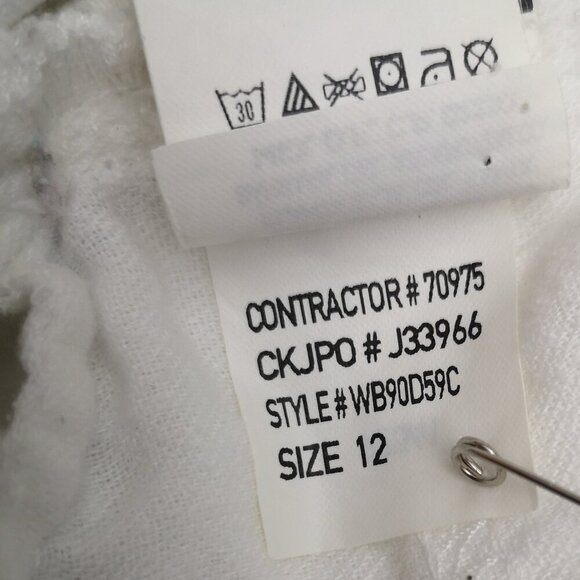 30
CONTRACTOR # 70975
CKJPO # J33966
STYLE # WB90D59C
SIZE 12